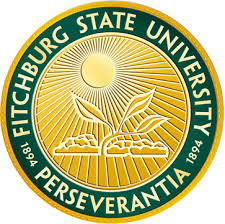 FITCHBURG STATE UNIVERSITY
1894 PERSEVERANTIA 1894